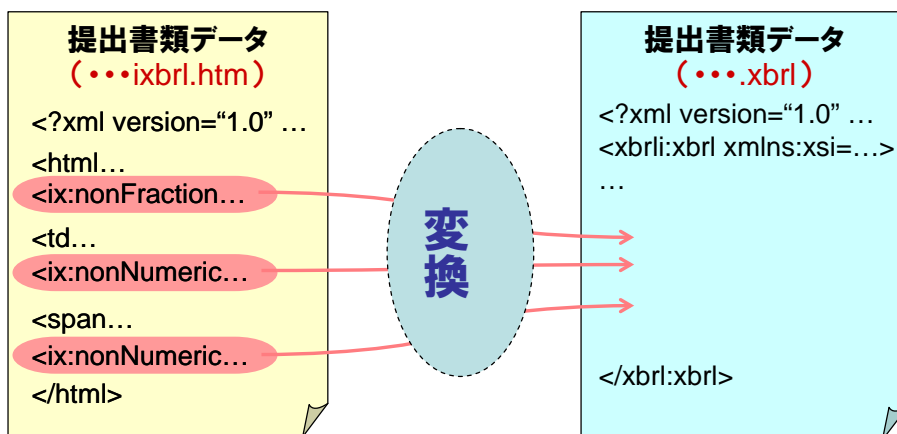 提出書類データ
(・・・ixbrl.htm)
<?xml version=“1.0” …
<html…
<ix:nonFraction…
<td…
<ix:nonNumeric…
<span…
<ix:nonNumeric…
</html>
変換
提出書類データ
(・・・.xbrl)
<?xml version=“1.0” …
<xbrli:xbrl xmlns:xsi=…>
…
</xbrl:xbrl>